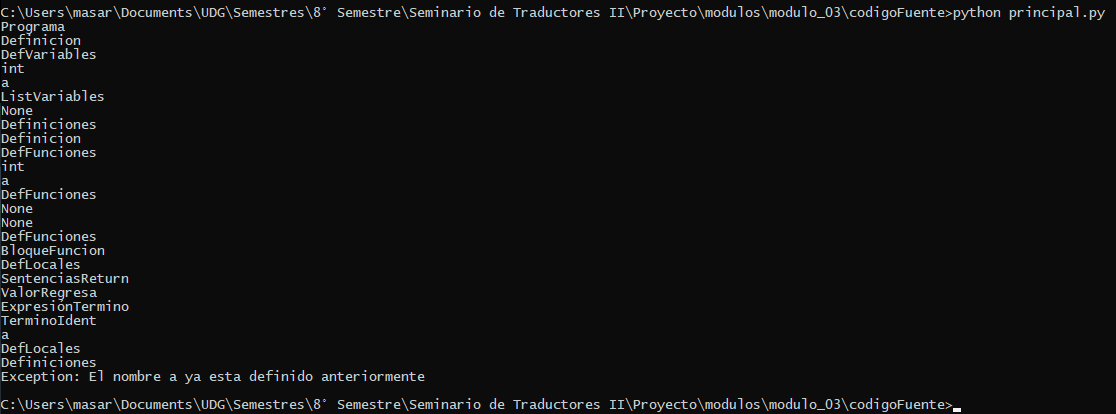 C:\Users\masar\Documents\UDG\Semestres\8° Semestre\Seminario de Traductores II\Proyecto\modulos\modulo_03\codigoFuente>python principal.py
Programa
Definicion
DefVariables
int
a
ListVariables
None
Definiciones
Definicion
DefFunciones
int
a
DefFunciones
None
None
DefFunciones
BloqueFuncion
DefLocales
SentenciasReturn
ValorRegresa
ExpresiónTermino
TerminoIdent
a
DefLocales
Definiciones
Exception: El nombre a ya esta definido anteriormente
C:\Users\masar\Documents\UDG\Semestres\8° Semestre\Seminario de Traductores II\Proyecto\modulos\modulo_03\codigoFuente>